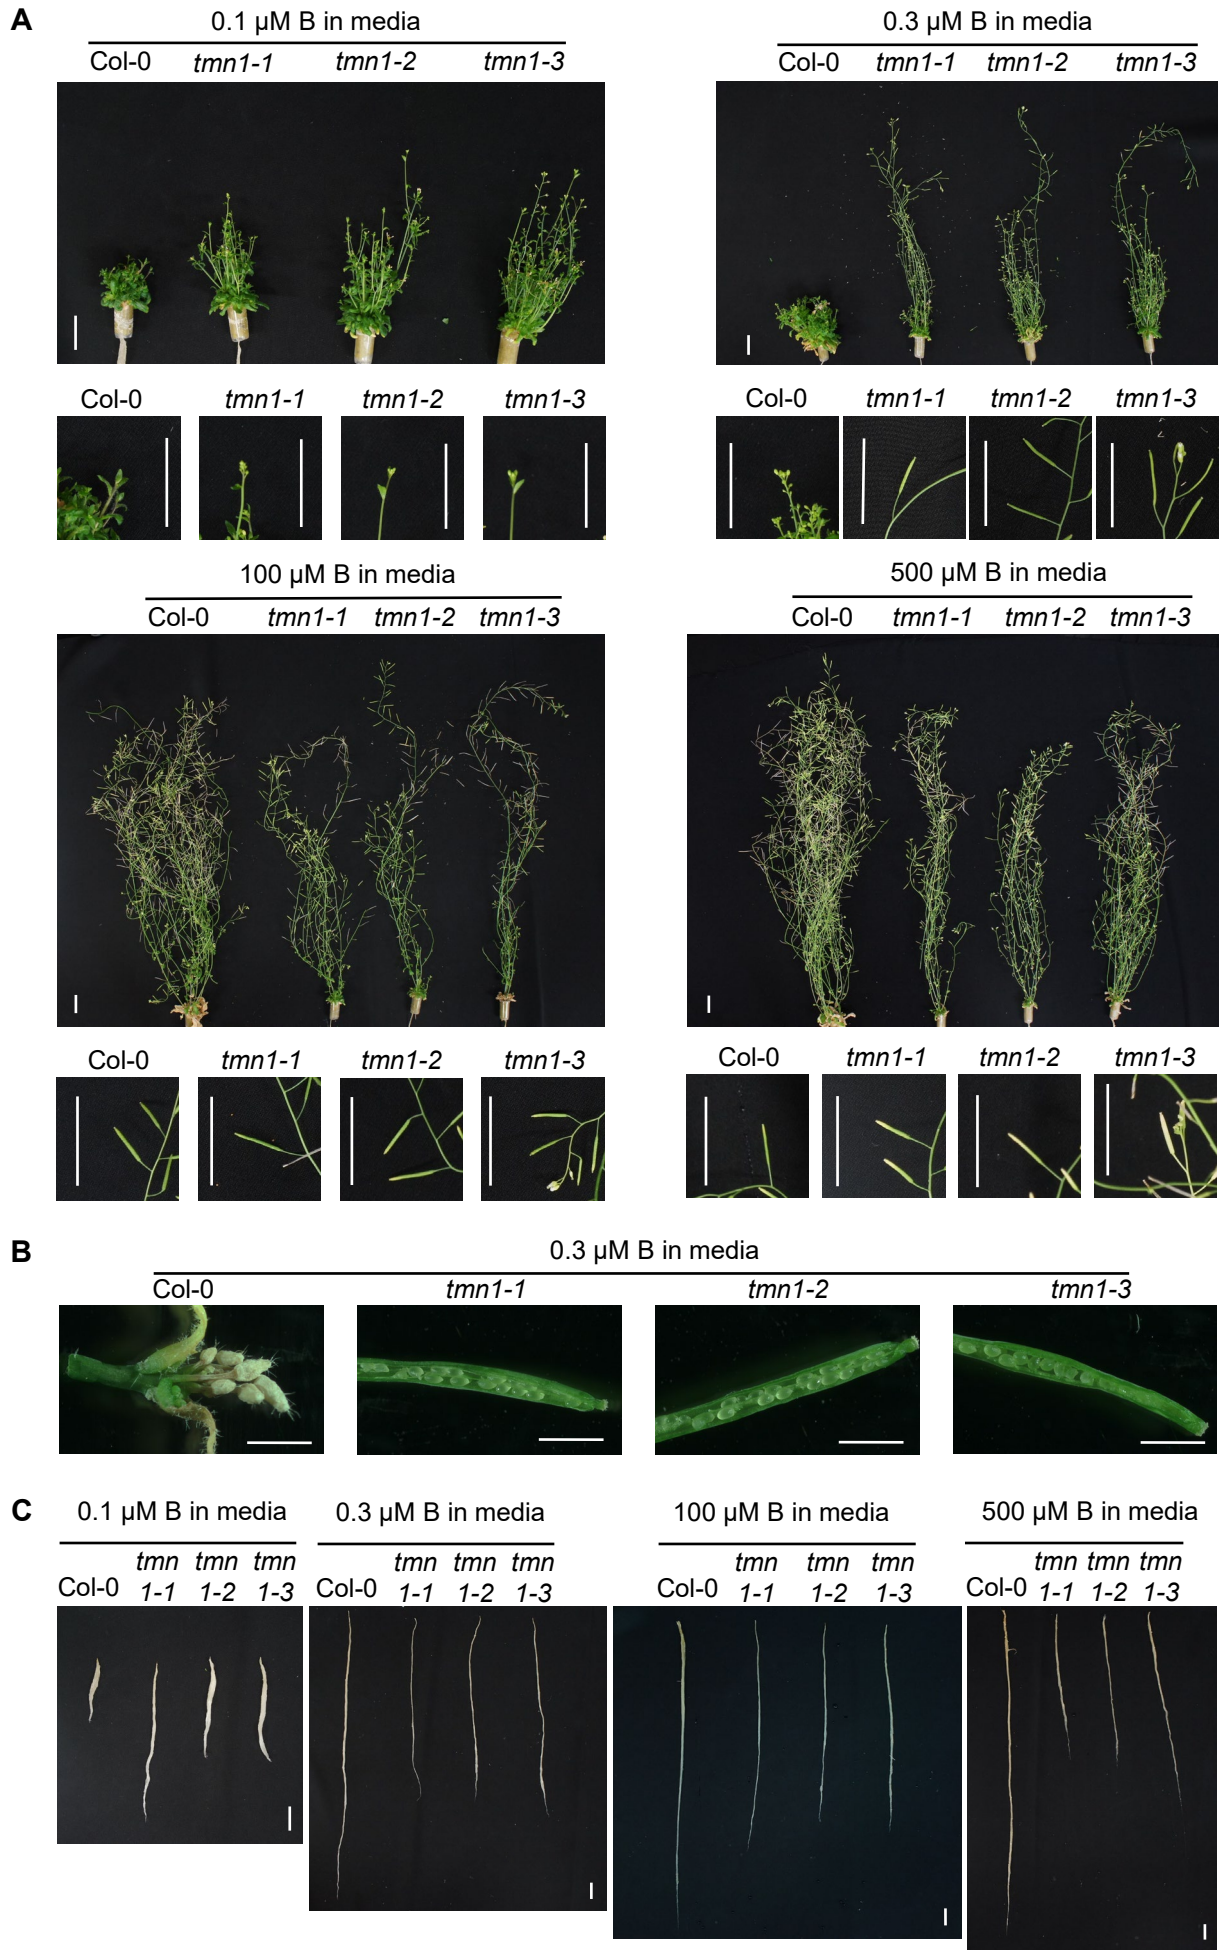 A
0.1 µM B in media
Col-0 tmn1-1 tmn1-2 tmn1-3
0.3 µM B in media
Col-0 tmn1-1 tmn1-2 tmn1-3
Col-0 tmn1-1 tmn1-2 tmn1-3
Col-0 tmn1-1 tmn1-2 tmn1-3
100 µM B in media
Col-0 tmn1-1 tmn1-2 tmn1-3
500 µM B in media
Col-0 tmn1-1 tmn1-2 tmn1-3
Col-0 tmn1-1 tmn1-2 tmn1-3
Col-0 tmn1-1 tmn1-2 tmn1-3
B
0.3 µM B in media
Col-0 tmn1-1 tmn1-2 tmn1-3
C
0.1 µM B in media
tmn tmn tmn
Col-0 1-1 1-2 1-3
0.3 µM B in media
tmn tmn tmn
Col-0 1-1 1-2 1-3
100 µM B in media
tmn tmn tmn
Col-0 1-1 1-2 1-3
500 µM B in media
tmn tmn tmn
Col-0 1-1 1-2 1-3